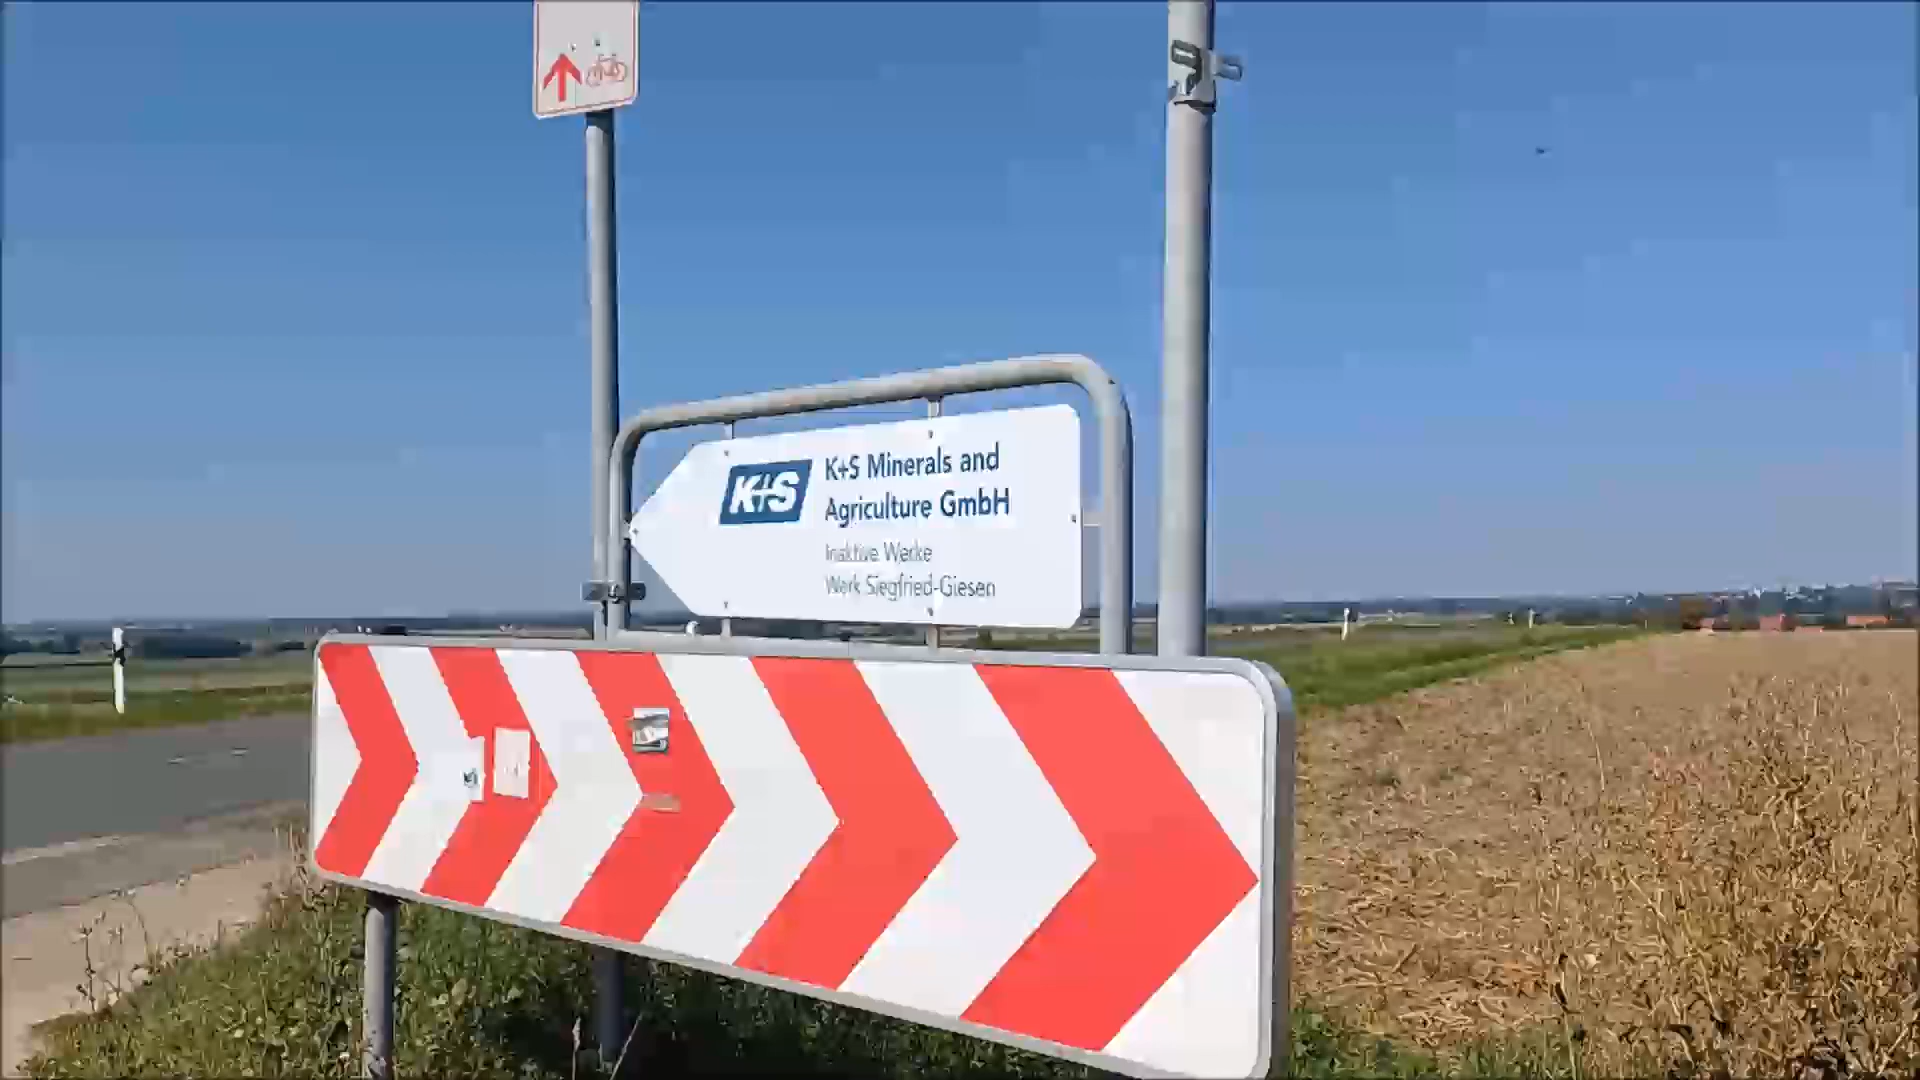 K+S
K+S Minerals and
Agriculture GmbH
Inaktive Werke
Werk Siegfried-Giesen